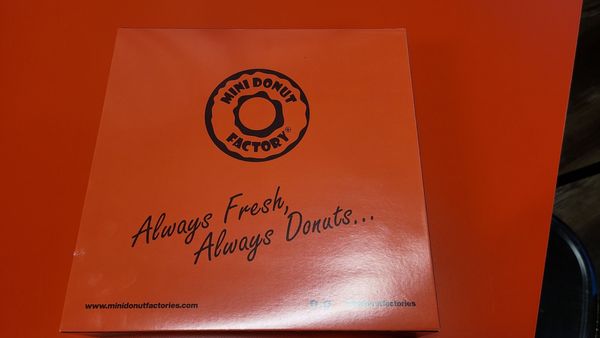 MINI DONUT
FACTORY®
Always Fresh,
Always Donuts...
www.minidonutfactories.com